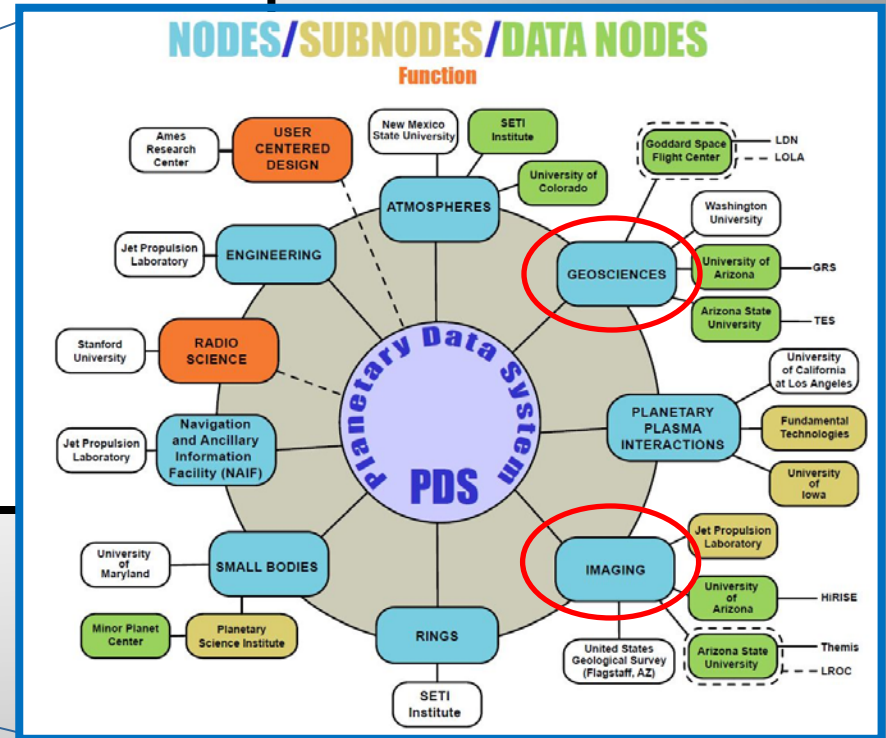 NODES/SUBNODES/DATA NODES
Function
Ames
Research
Center
USER
CENTERED
DESIGN
New Mexico
State University
SETI
Institute
University of
Colorado
ATMOSPHERES
Goddard Space
Flight Center
LDN
LOLA
Washington
University
GEOSCIENCES
University of
Arizona
GRS
Arizona State
University
TES
Jet Propulsion
Laboratory
ENGINEERING
Stanford
University
RADIO
SCIENCE
Planetary Data System
PDS
University
of California
at Los Angeles
PLANETARY
PLASMA
INTERACTIONS
Fundamental
Technologies
University
of
Iowa
Jet Propulsion
Laboratory
Navigation
and Ancillary
Information
Facility (NAIF)
University
of
Maryland
SMALL BODIES
Minor Planet
Center
Planetary
Science Institute
RINGS
SETI
Institute
IMAGING
Jet Propulsion
Laboratory
University
of
Arizona
HiRISE
United States
Geological Survey
(Flagstaff, AZ)
Arizona State
University
Themis
LROC